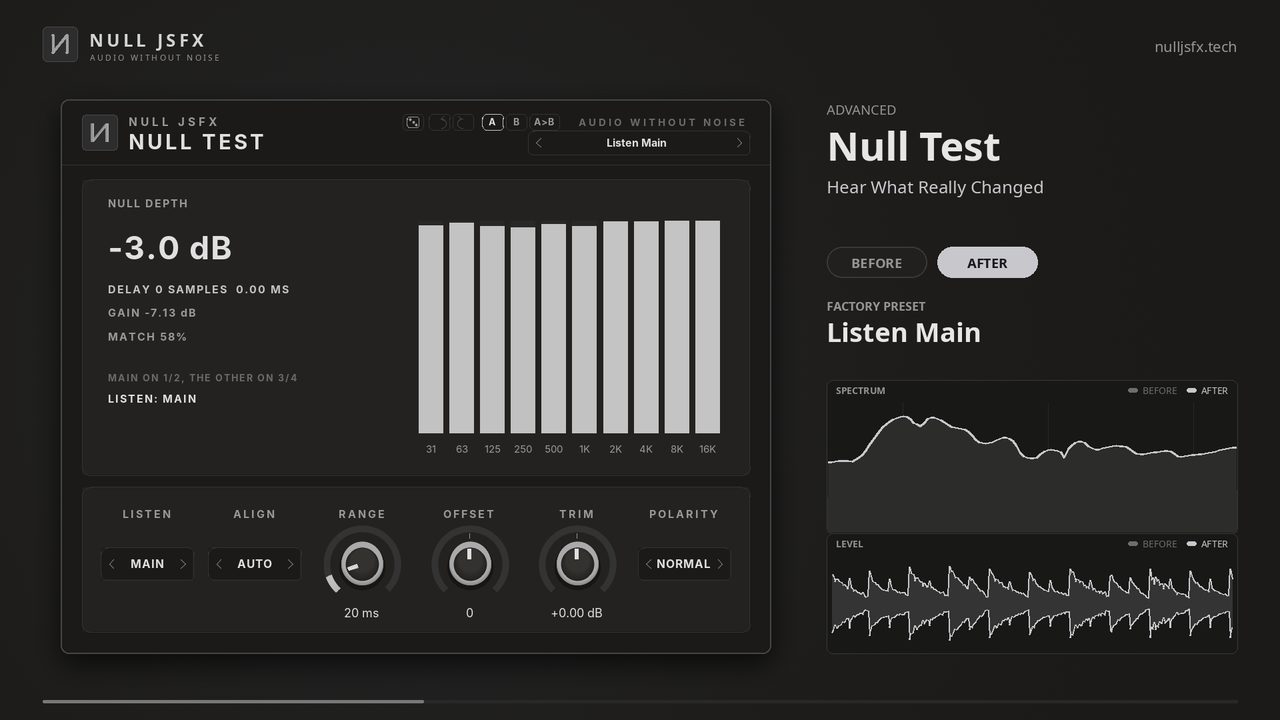 NULL JSFX
AUDIO WITHOUT NOISE
nulljsfx.tech
NULL JSFX
NULL TEST
A B A>B AUDIO WITHOUT NOISE
Listen Main
NULL DEPTH
-3.0 dB
DELAY 0 SAMPLES 0.00 MS
GAIN -7.13 dB
MATCH 58%
MAIN ON 1/2, THE OTHER ON 3/4
LISTEN: MAIN
31 63 125 250 500 1K 2K 4K 8K 16K
LISTEN ALIGN RANGE OFFSET TRIM POLARITY
MAIN AUTO NORMAL
20 ms 0 +0.00 dB
ADVANCED
Null Test
Hear What Really Changed
BEFORE AFTER
FACTORY PRESET
Listen Main
SPECTRUM BEFORE AFTER
LEVEL BEFORE AFTER